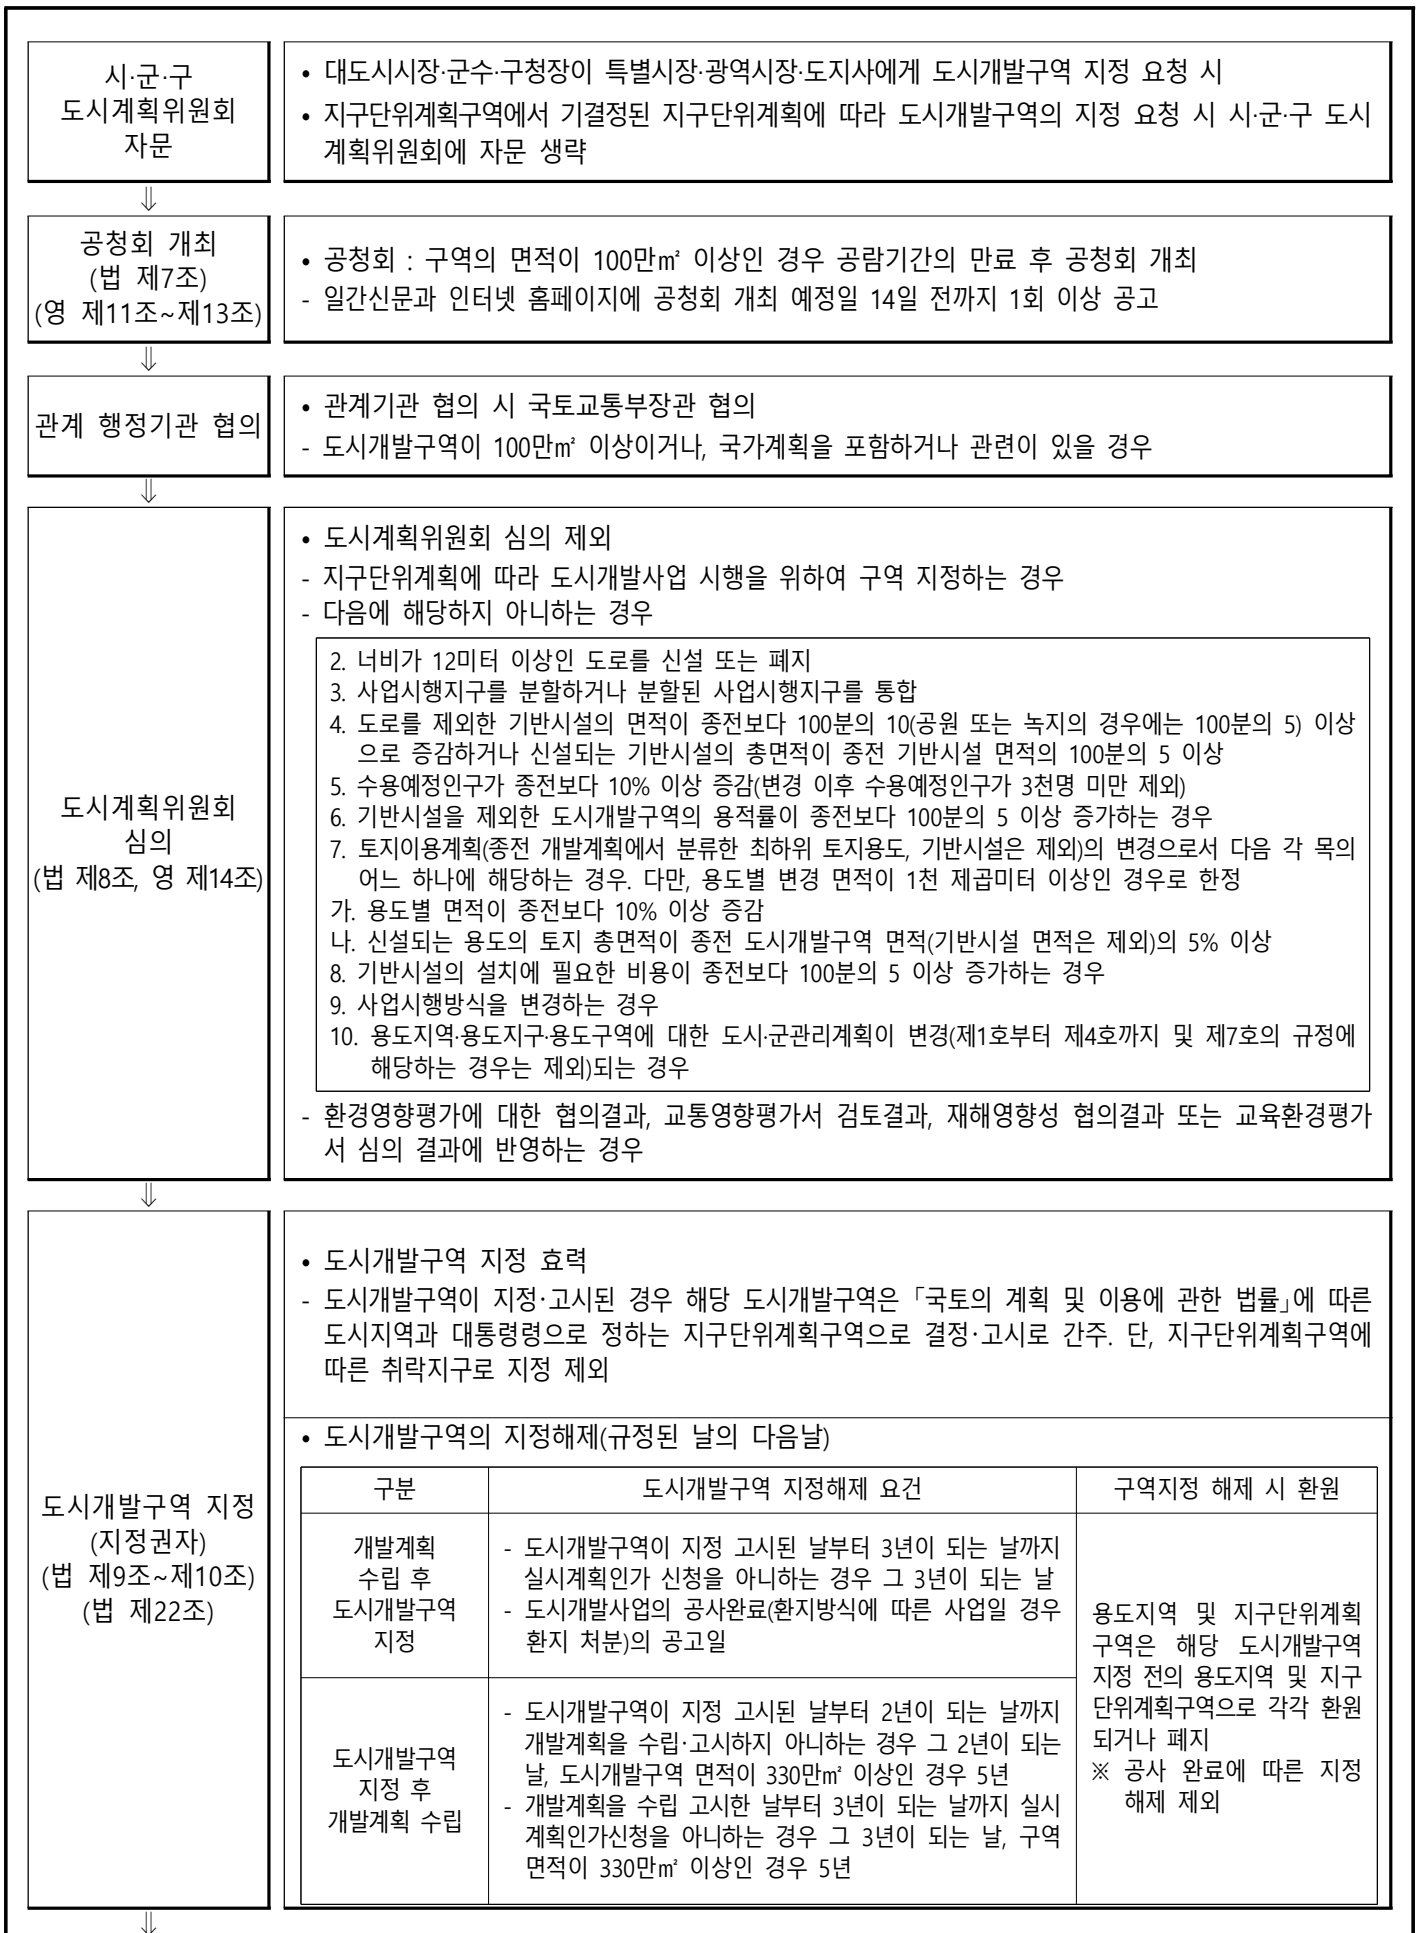 시·군·구
도시계획위원회
자문
• 대도시시장·군수·구청장이 특별시장·광역시장·도지사에게 도시개발구역 지정 요청 시
• 지구단위계획구역에서 기결정된 지구단위계획에 따라 도시개발구역의 지정 요청 시 시·군·구 도시
계획위원회에 자문 생략
⇓
공청회 개최
(법 제7조)
(영 제11조~제13조)
• 공청회 : 구역의 면적이 100만㎡ 이상인 경우 공람기간의 만료 후 공청회 개최
- 일간신문과 인터넷 홈페이지에 공청회 개최 예정일 14일 전까지 1회 이상 공고
⇓
관계 행정기관 협의
• 관계기관 협의 시 국토교통부장관 협의
- 도시개발구역이 100만㎡ 이상이거나, 국가계획을 포함하거나 관련이 있을 경우
⇓
도시계획위원회
심의
(법 제8조, 영 제14조)
• 도시계획위원회 심의 제외
- 지구단위계획에 따라 도시개발사업 시행을 위하여 구역 지정하는 경우
- 다음에 해당하지 아니하는 경우
2. 너비가 12미터 이상인 도로를 신설 또는 폐지
3. 사업시행지구를 분할하거나 분할된 사업시행지구를 통합
4. 도로를 제외한 기반시설의 면적이 종전보다 100분의 10(공원 또는 녹지의 경우에는 100분의 5) 이상
으로 증감하거나 신설되는 기반시설의 총면적이 종전 기반시설 면적의 100분의 5 이상
5. 수용예정인구가 종전보다 10% 이상 증감(변경 이후 수용예정인구가 3천명 미만 제외)
6. 기반시설을 제외한 도시개발구역의 용적률이 종전보다 100분의 5 이상 증가하는 경우
7. 토지이용계획(종전 개발계획에서 분류한 최하위 토지용도, 기반시설은 제외)의 변경으로서 다음 각 목의
어느 하나에 해당하는 경우. 다만, 용도별 변경 면적이 1천 제곱미터 이상인 경우로 한정
가. 용도별 면적이 종전보다 10% 이상 증감
나. 신설되는 용도의 토지 총면적이 종전 도시개발구역 면적(기반시설 면적은 제외)의 5% 이상
8. 기반시설의 설치에 필요한 비용이 종전보다 100분의 5 이상 증가하는 경우
9. 사업시행방식을 변경하는 경우
10. 용도지역·용도지구·용도구역에 대한 도시·군관리계획이 변경(제1호부터 제4호까지 및 제7호의 규정에
해당하는 경우는 제외)되는 경우
- 환경영향평가에 대한 협의결과, 교통영향평가서 검토결과, 재해영향성 협의결과 또는 교육환경평가
서 심의 결과에 반영하는 경우
⇓
도시개발구역 지정
(지정권자)
(법 제9조~제10조)
(법 제22조)
• 도시개발구역 지정 효력
- 도시개발구역이 지정·고시된 경우 해당 도시개발구역은 「국토의 계획 및 이용에 관한 법률」에 따른
도시지역과 대통령령으로 정하는 지구단위계획구역으로 결정·고시로 간주. 단, 지구단위계획구역에
따른 취락지구로 지정 제외
• 도시개발구역의 지정해제(규정된 날의 다음날)
구분
도시개발구역 지정해제 요건
구역지정 해제 시 환원
개발계획
수립 후
도시개발구역
지정
- 도시개발구역이 지정 고시된 날부터 3년이 되는 날까지
실시계획인가 신청을 아니하는 경우 그 3년이 되는 날
- 도시개발사업의 공사완료(환지방식에 따른 사업일 경우
환지 처분)의 공고일
도시개발구역
지정 후
개발계획 수립
- 도시개발구역이 지정 고시된 날부터 2년이 되는 날까지
개발계획을 수립·고시하지 아니하는 경우 그 2년이 되는
날, 도시개발구역 면적이 330만㎡ 이상인 경우 5년
- 개발계획을 수립 고시한 날부터 3년이 되는 날까지 실시
계획인가신청을 아니하는 경우 그 3년이 되는 날, 구역
면적이 330만㎡ 이상인 경우 5년
용도지역 및 지구단위계획
구역은 해당 도시개발구역
지정 전의 용도지역 및 지구
단위계획구역으로 각각 환원
되거나 폐지
※ 공사 완료에 따른 지정
해제 제외
⇓